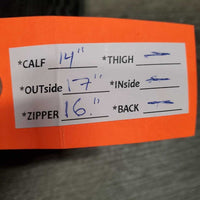 *CALF 14" *THIGH —
*OUTside 17" *INside —
*ZIPPER 16." *BACK —